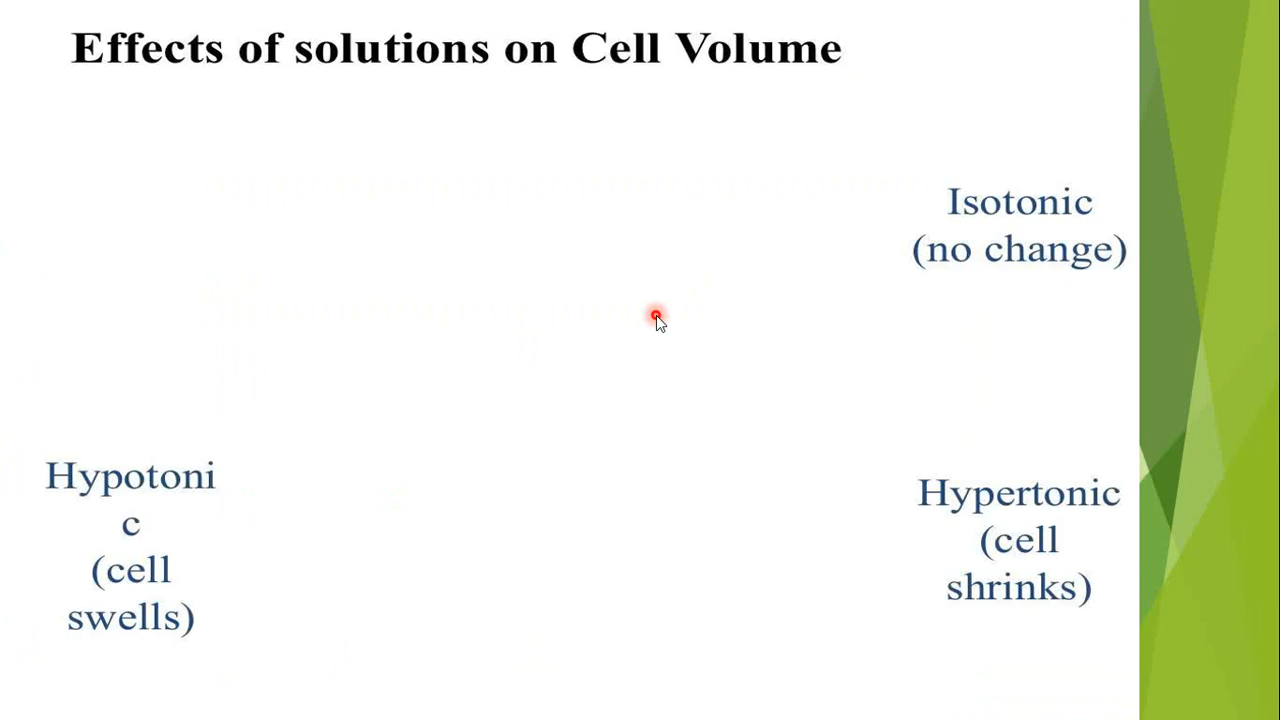 Effects of solutions on Cell Volume
Isotonic
(no change)
Hypotoni
c
(cell
swells)
Hypertonic
(cell
shrinks)